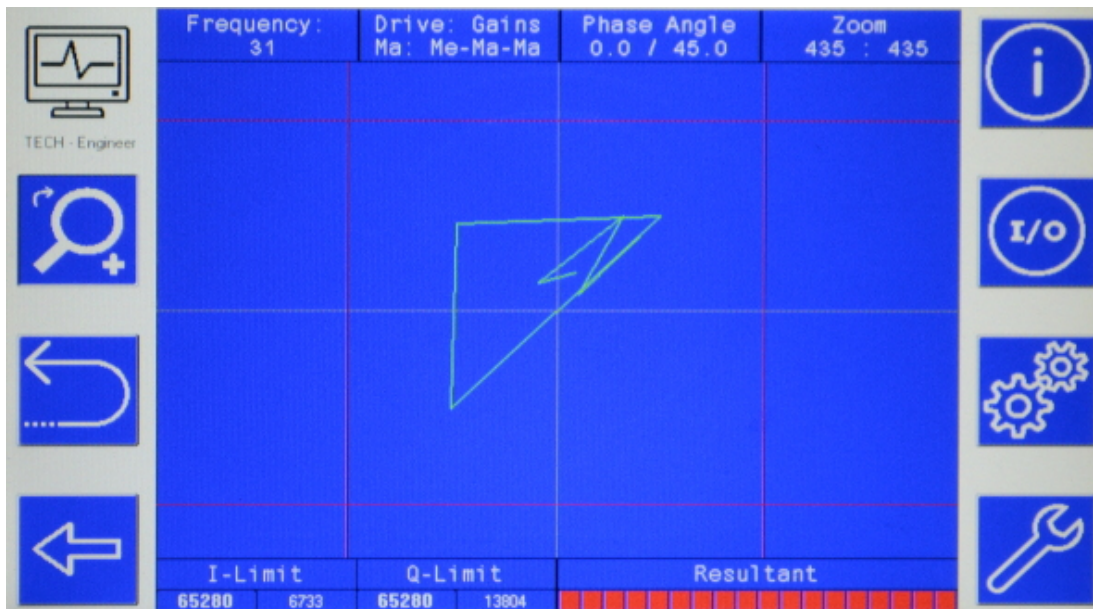 Frequency:
31
Drive: Gains
Ma: Me-Ma-Ma
Phase Angle
0.0 / 45.0
Zoom
435 : 435
TECH - Engineer
I/O
I-Limit
65280 6733
Q-Limit
65280 13804
Resultant